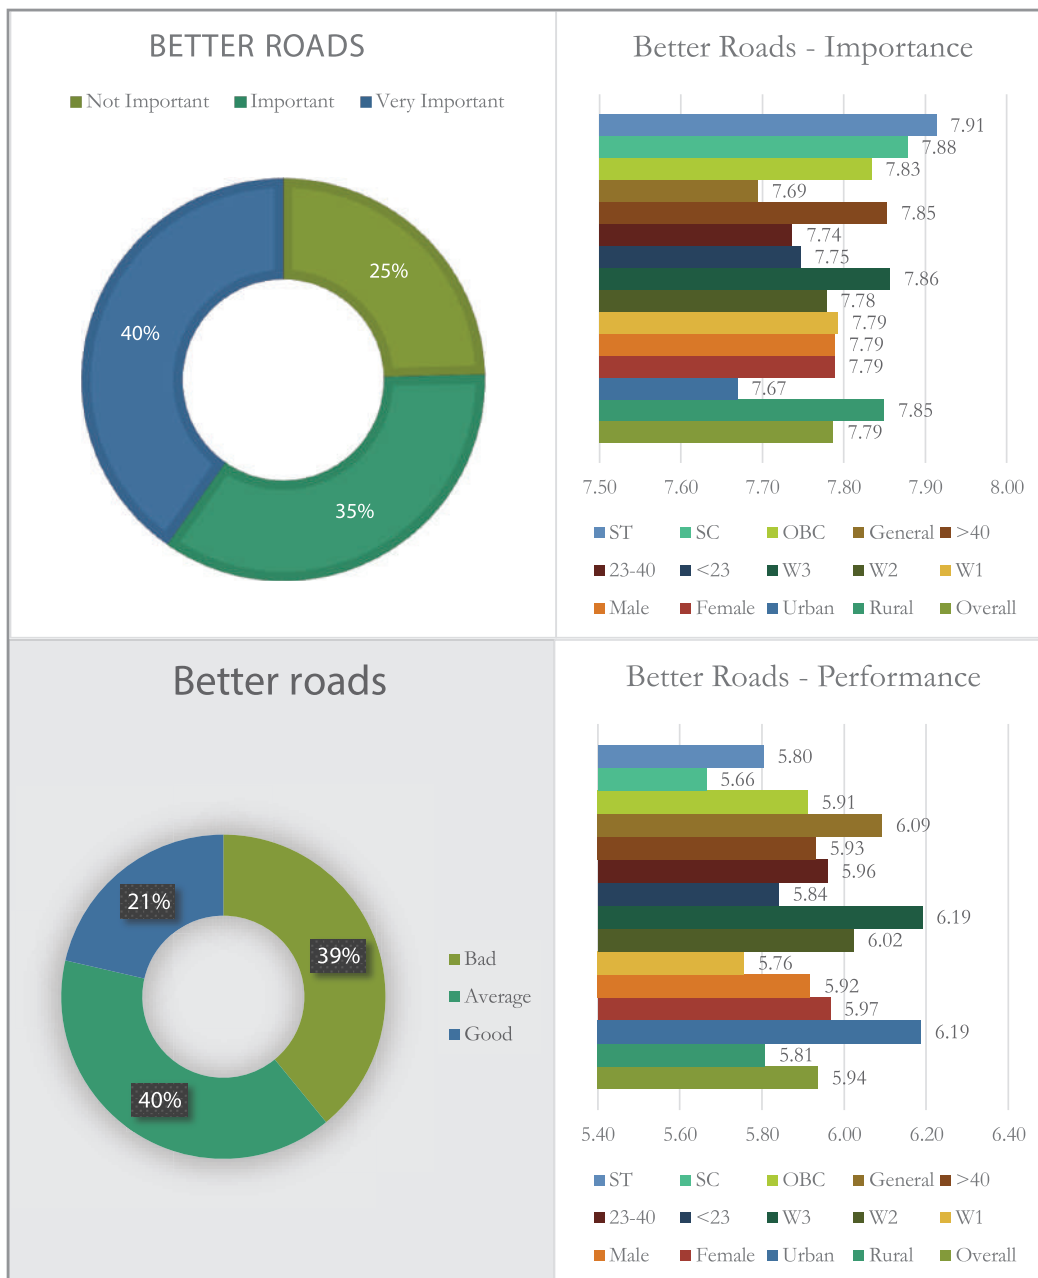 BETTER ROADS
Not Important Important Very Important
25%
40%
35%
Better Roads - Importance
7.91
7.88
7.83
7.69
7.85
7.74
7.75
7.86
7.78
7.79
7.79
7.79
7.67
7.85
7.79
7.50 7.60 7.70 7.80 7.90 8.00
ST SC OBC General >40
23-40 <23 W3 W2 W1
Male Female Urban Rural Overall
Better roads
21%
39%
40%
Bad
Average
Good
Better Roads - Performance
5.80
5.66
5.91
6.09
5.93
5.96
5.84
6.19
6.02
5.76
5.92
5.97
6.19
5.81
5.94
5.40 5.60 5.80 6.00 6.20 6.40
ST SC OBC General >40
23-40 <23 W3 W2 W1
Male Female Urban Rural Overall